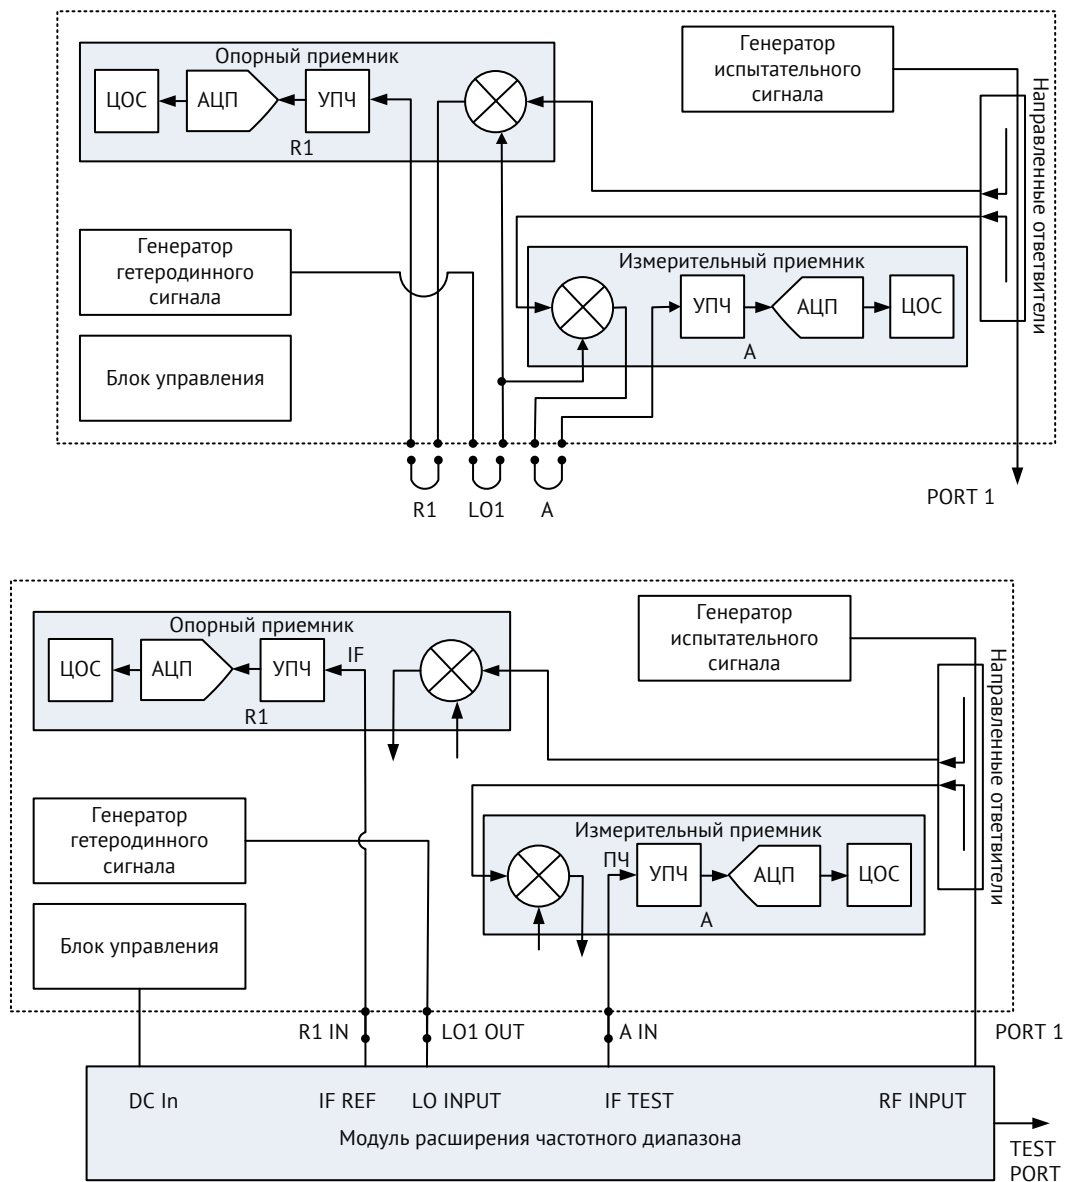 Опорный приемник
ЦОС
АЦП
УПЧ
R1
Генератор
испытательного
сигнала
Направленные ответвители
Генератор
гетеродинного
сигнала
Измерительный приемник
УПЧ
АЦП
ЦОС
A
Блок управления
R1
LO1
A
PORT 1
Опорный приемник
ЦОС
АЦП
УПЧ
IF
R1
Генератор
испытательного
сигнала
Направленные ответвители
Генератор
гетеродинного
сигнала
Измерительный приемник
ПЧ
УПЧ
АЦП
ЦОС
A
Блок управления
R1 IN
LO1 OUT
A IN
PORT 1
DC In
IF REF
LO INPUT
IF TEST
RF INPUT
Модуль расширения частотного диапазона
TEST
PORT